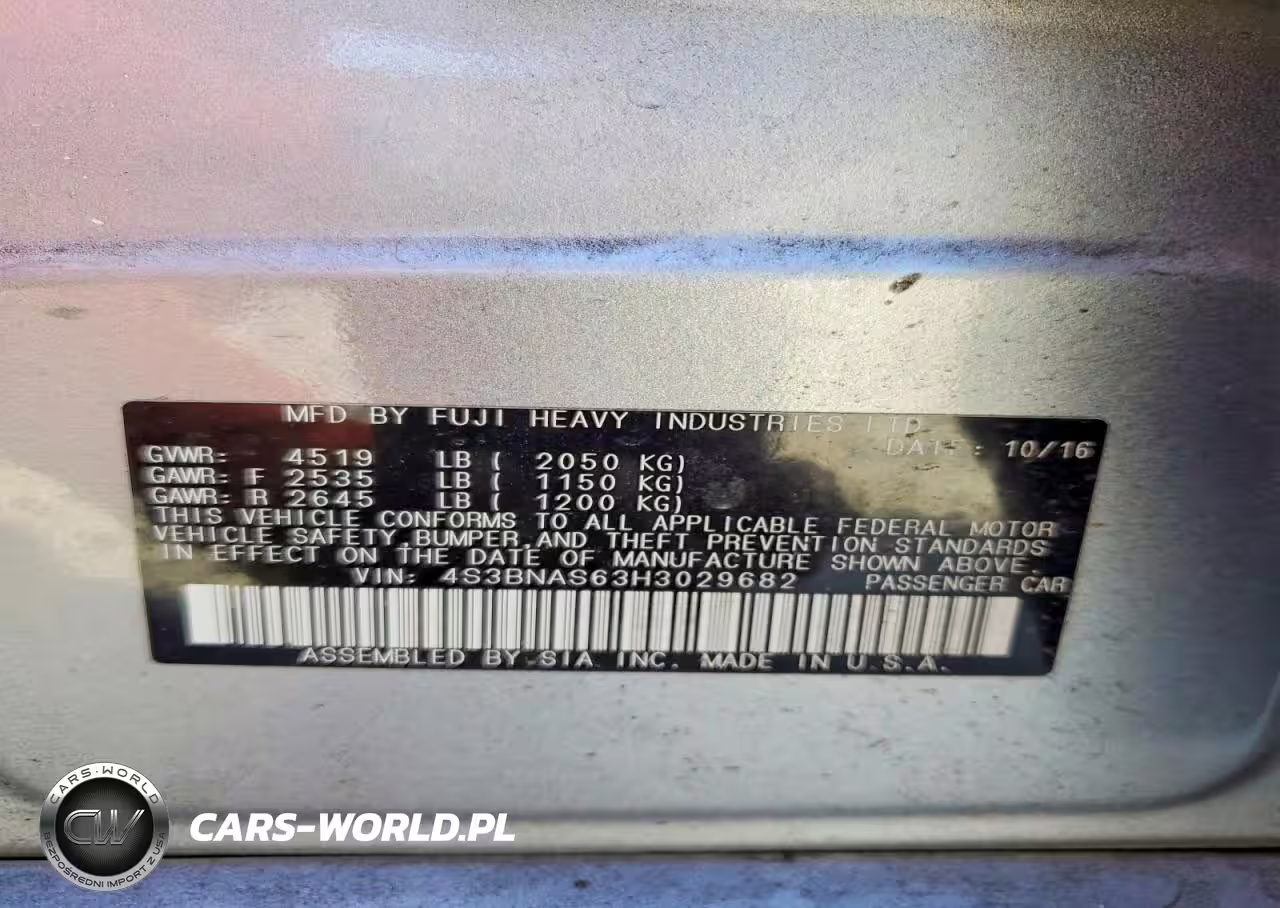 MFD BY FUJI HEAVY INDUSTRIES LTD.
DATE: 10/16
GVWR: 4519 LB ( 2050 KG)
GAWR: F 2535 LB ( 1150 KG)
GAWR: R 2645 LB ( 1200 KG)
THIS VEHICLE CONFORMS TO ALL APPLICABLE FEDERAL MOTOR
VEHICLE SAFETY,BUMPER,AND THEFT PREVENTION STANDARDS
IN EFFECT ON THE DATE OF MANUFACTURE SHOWN ABOVE.
VIN: 4S3BNAS63H3029682 PASSENGER CAR
ASSEMBLED BY SIA INC. MADE IN U.S.A.
CARS-WORLD
CW
BEZPOŚREDNI IMPORT Z USA
CARS-WORLD.PL